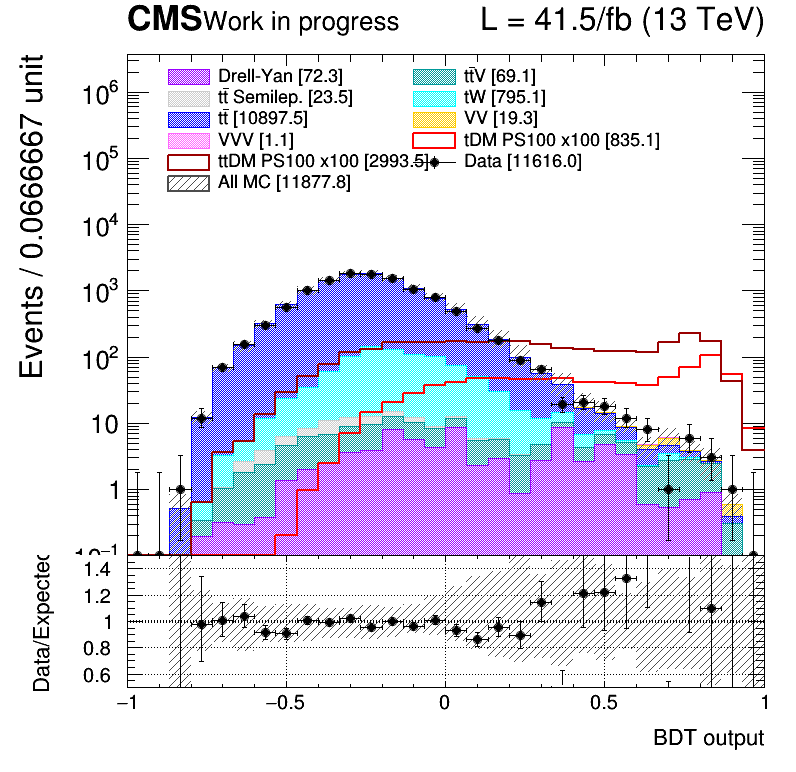 CMS Work in progress L = 41.5/fb (13 TeV)
Events / 0.0666667 unit
Drell-Yan [72.3] tt̄V [69.1]
tt̄ Semilep. [23.5] tW [795.1]
tt̄ [10897.5] VV [19.3]
VVV [1.1] tDM PS100 x100 [835.1]
ttDM PS100 x100 [2993.5] Data [11616.0]
All MC [11877.8]
10⁶
10⁵
10⁴
10³
10²
10
1
10⁻¹
Data/Expected
1.4
1.2
1
0.8
0.6
−1 −0.5 0 0.5 1
BDT output